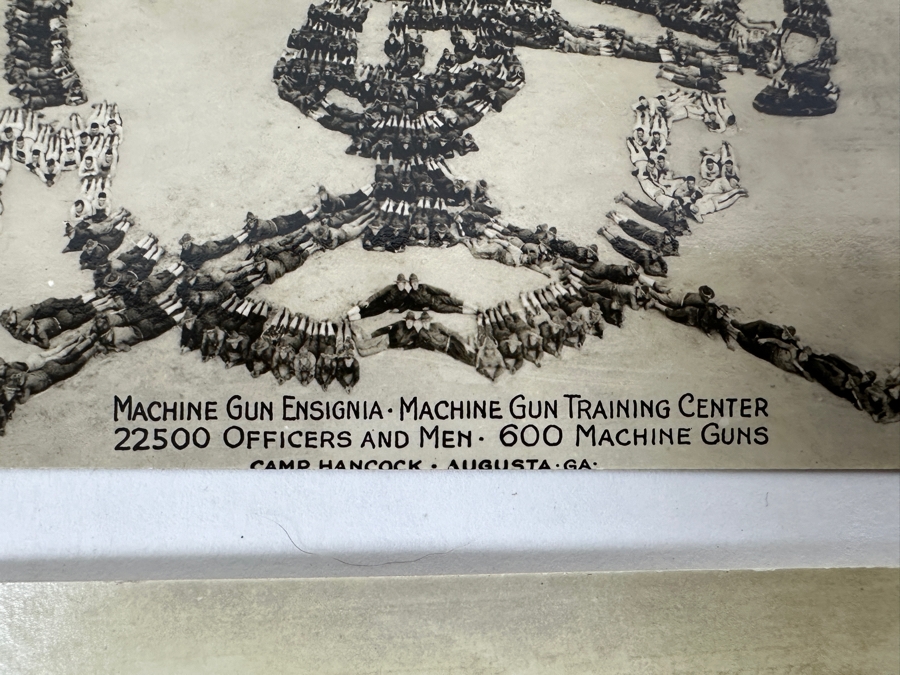 MACHINE GUN ENSIGNIA · MACHINE GUN TRAINING CENTER
22500 OFFICERS AND MEN · 600 MACHINE GUNS
CAMP HANCOCK · AUGUSTA · GA ·